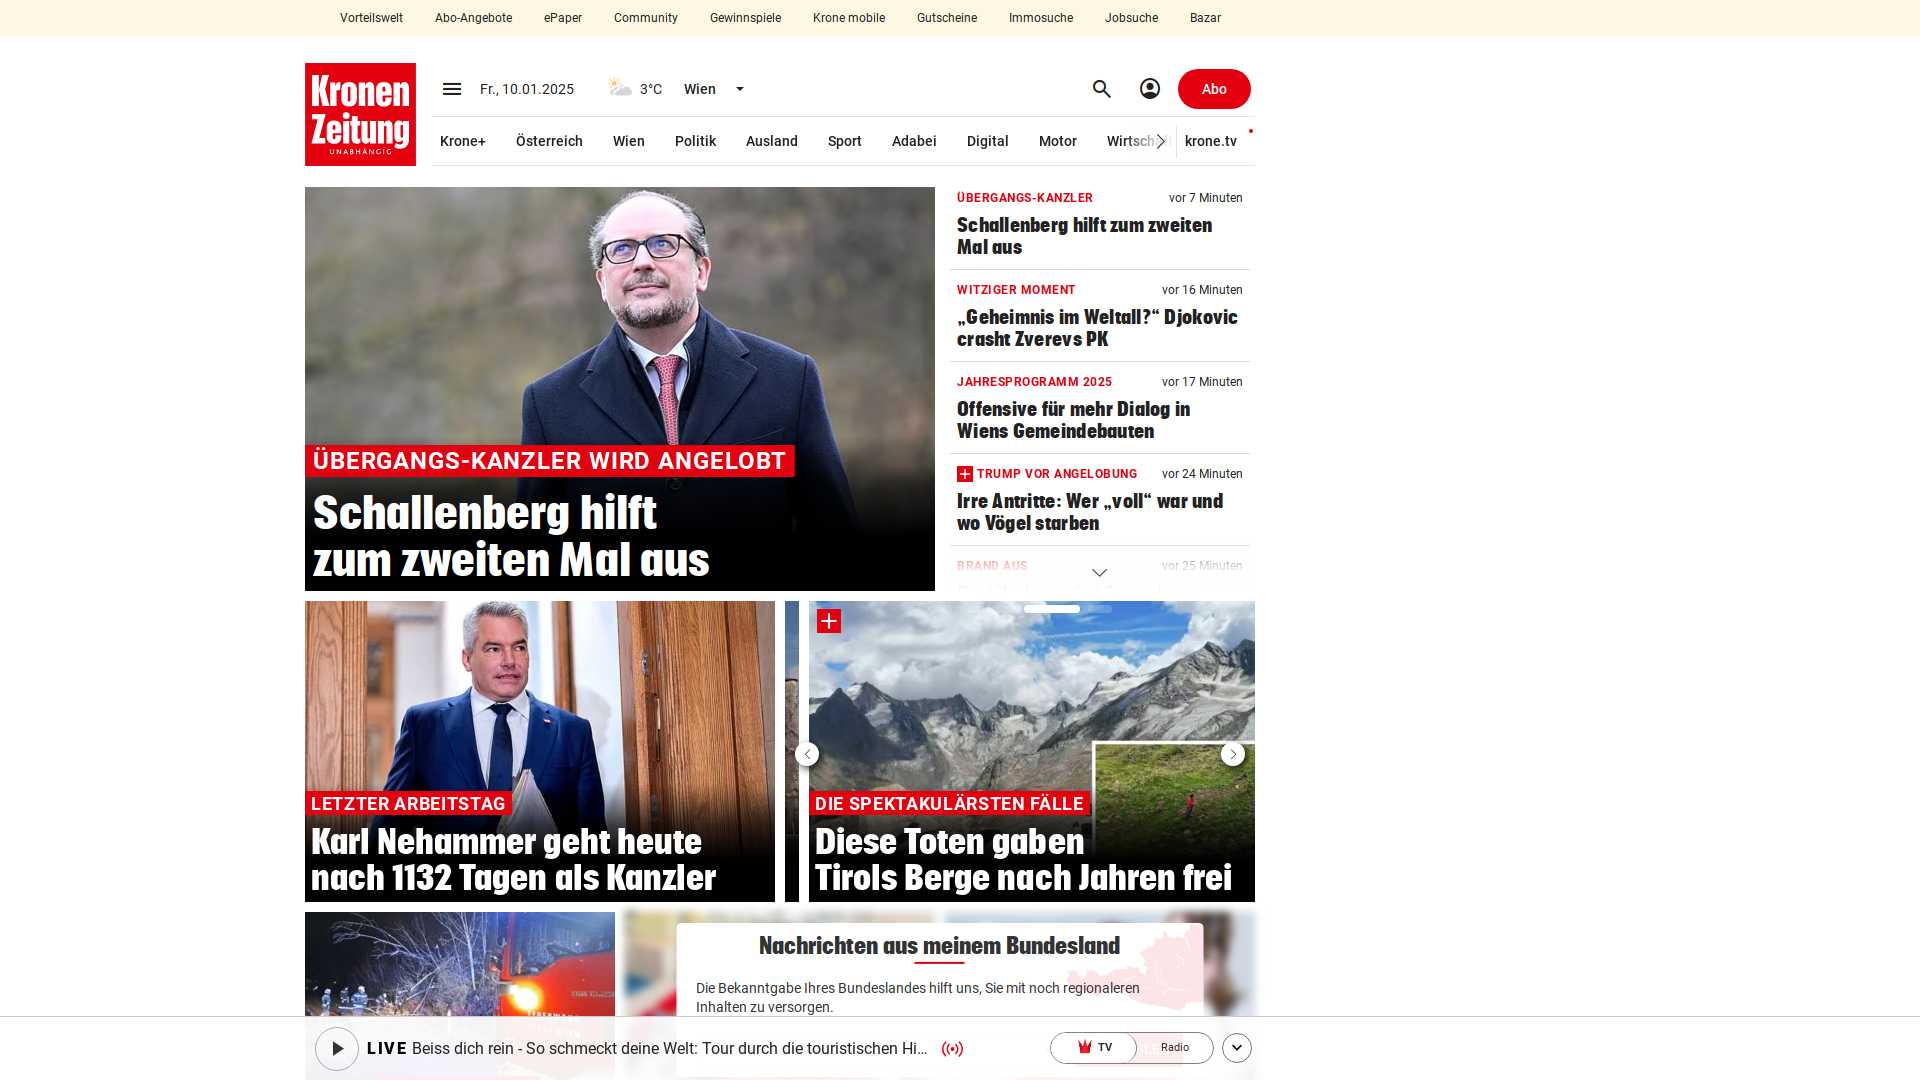 Vorteilswelt Abo-Angebote ePaper Community Gewinnspiele Krone mobile Gutscheine Immosuche Jobsuche Bazar
Kronen
Zeitung
UNABHÄNGIG
Fr., 10.01.2025 3°C Wien Abo
Krone+ Österreich Wien Politik Ausland Sport Adabei Digital Motor Wirtschaft krone.tv
ÜBERGANGS-KANZLER WIRD ANGELOBT
Schallenberg hilft
zum zweiten Mal aus
ÜBERGANGS-KANZLER vor 7 Minuten
Schallenberg hilft zum zweiten
Mal aus
WITZIGER MOMENT vor 16 Minuten
„Geheimnis im Weltall?“ Djokovic
crasht Zverevs PK
JAHRESPROGRAMM 2025 vor 17 Minuten
Offensive für mehr Dialog in
Wiens Gemeindebauten
TRUMP VOR ANGELOBUNG vor 24 Minuten
Irre Antritte: Wer „voll“ war und
wo Vögel starben
BRAND AUS vor 25 Minuten
LETZTER ARBEITSTAG
Karl Nehammer geht heute
nach 1132 Tagen als Kanzler
DIE SPEKTAKULÄRSTEN FÄLLE
Diese Toten gaben
Tirols Berge nach Jahren frei
Nachrichten aus meinem Bundesland
Die Bekanntgabe Ihres Bundeslandes hilft uns, Sie mit noch regionaleren
Inhalten zu versorgen.
LIVE Beiss dich rein - So schmeckt deine Welt: Tour durch die touristischen Hi... TV Radio